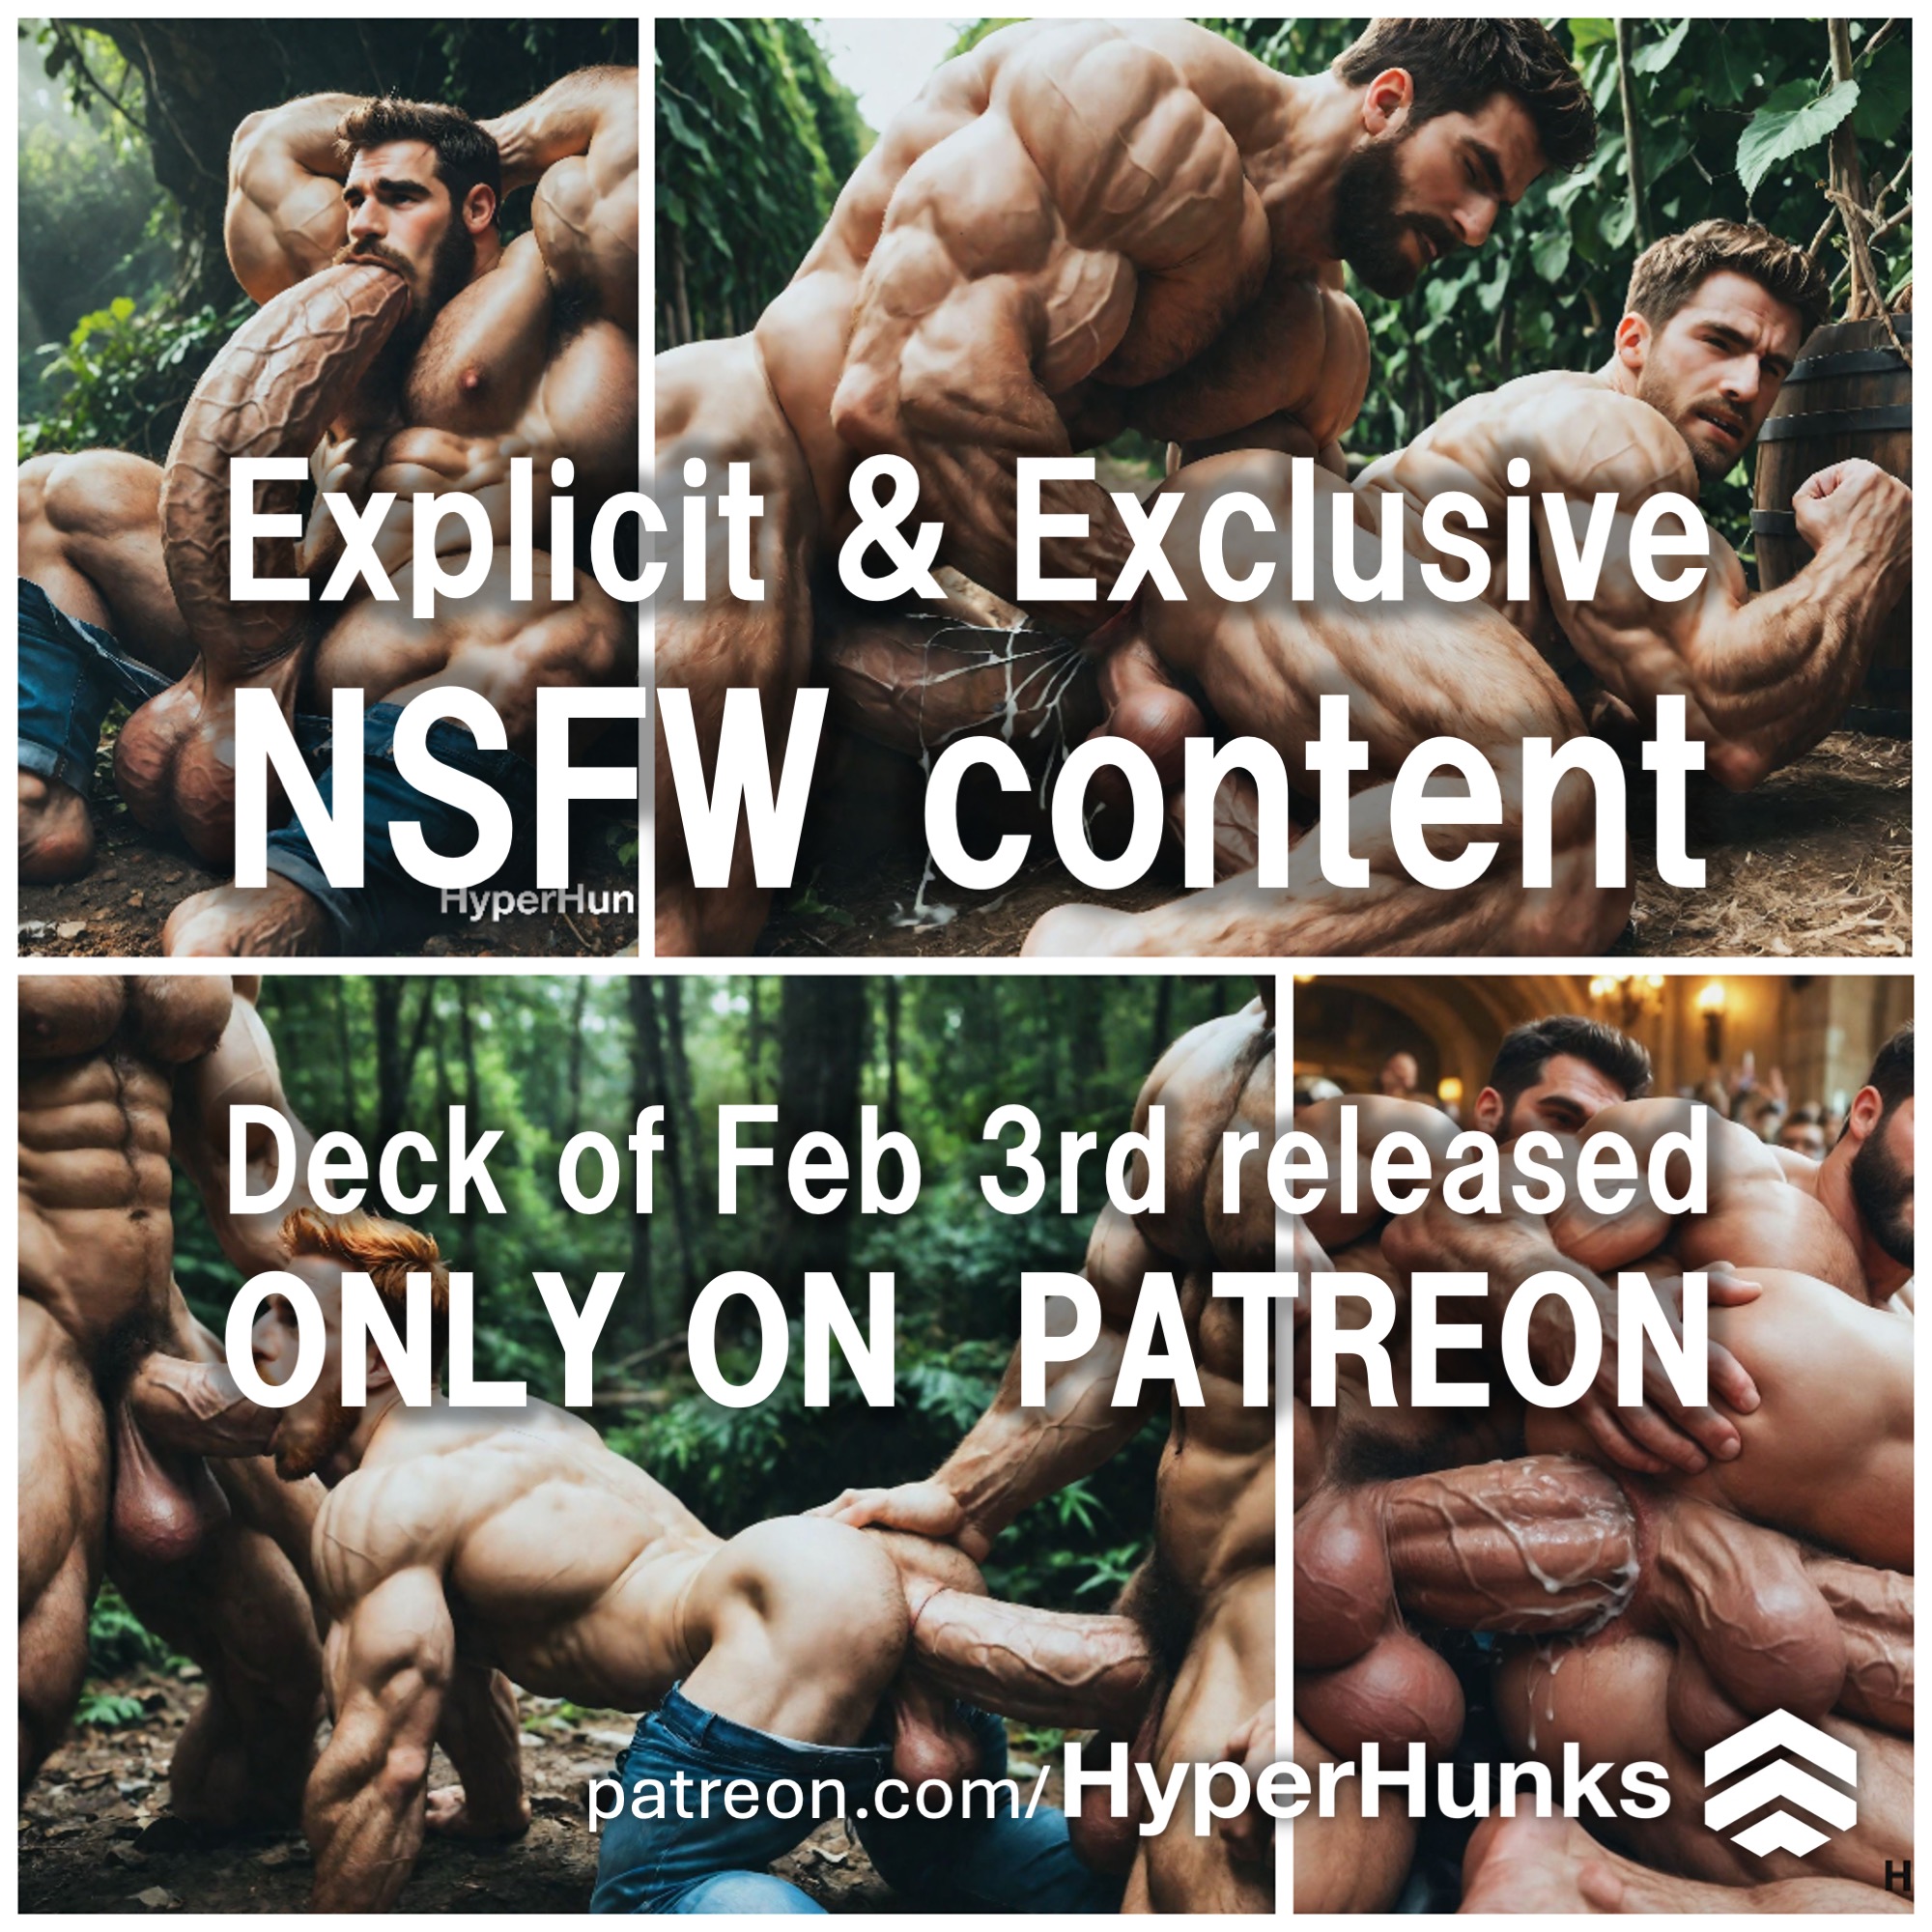 Explicit & Exclusive
NSFW content
HyperHun
Deck of Feb 3rd released
ONLY ON PATREON
patreon.com/HyperHunks
H